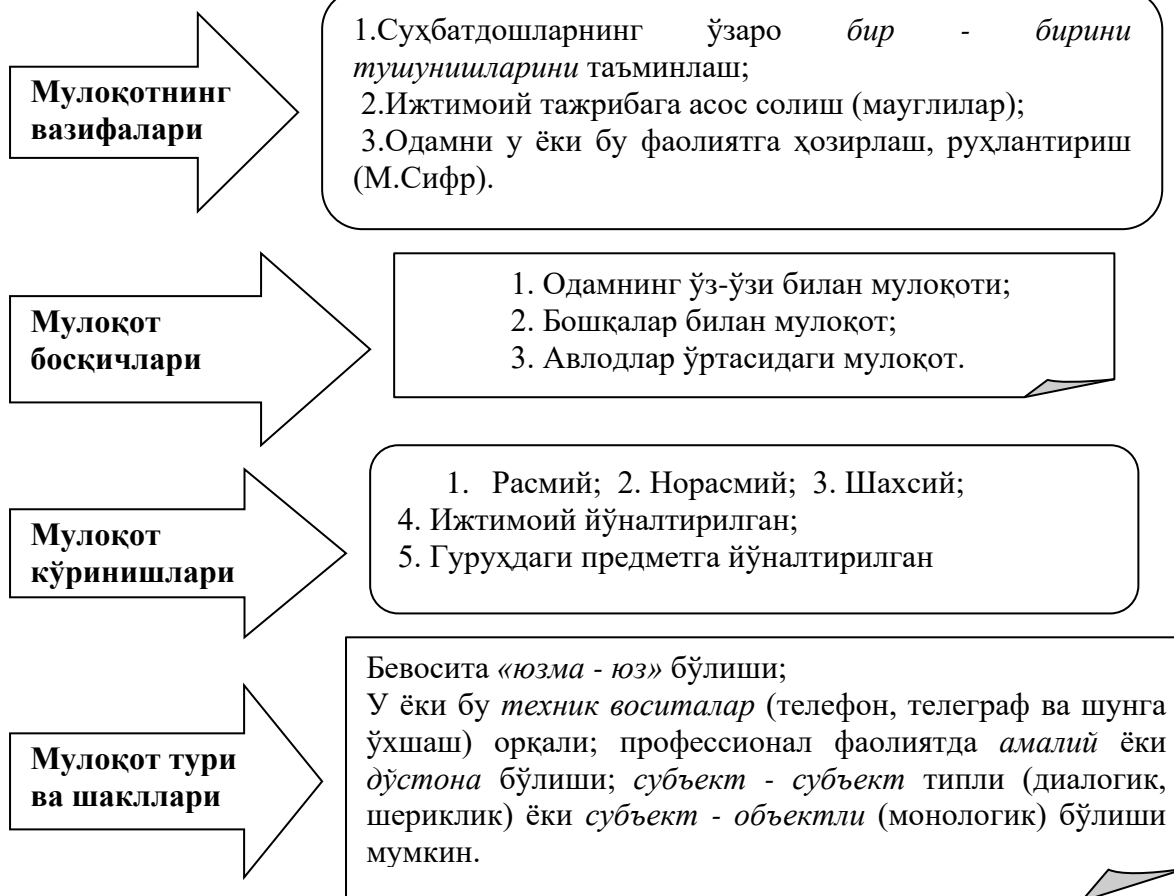 Мулоқотнинг
вазифалари
1.Суҳбатдошларнинг ўзаро бир - бирини
тушунишларини таъминлаш;
2.Ижтимоий тажрибага асос солиш (мауглилар);
3.Одамни у ёки бу фаолиятга ҳозирлаш, руҳлантириш
(М.Сифр).
Мулоқот
босқичлари
1. Одамнинг ўз-ўзи билан мулоқоти;
2. Бошқалар билан мулоқот;
3. Авлодлар ўртасидаги мулоқот.
Мулоқот
кўринишлари
1. Расмий; 2. Норасмий; 3. Шахсий;
4. Ижтимоий йўналтирилган;
5. Гуруҳдаги предметга йўналтирилган
Мулоқот тури
ва шакллари
Бевосита «юзма - юз» бўлиши;
У ёки бу техник воситалар (телефон, телеграф ва шунга
ўхшаш) орқали; профессионал фаолиятда амалий ёки
дўстона бўлиши; субъект - субъект типли (диалогик,
шериклик) ёки субъект - объектли (монологик) бўлиши
мумкин.